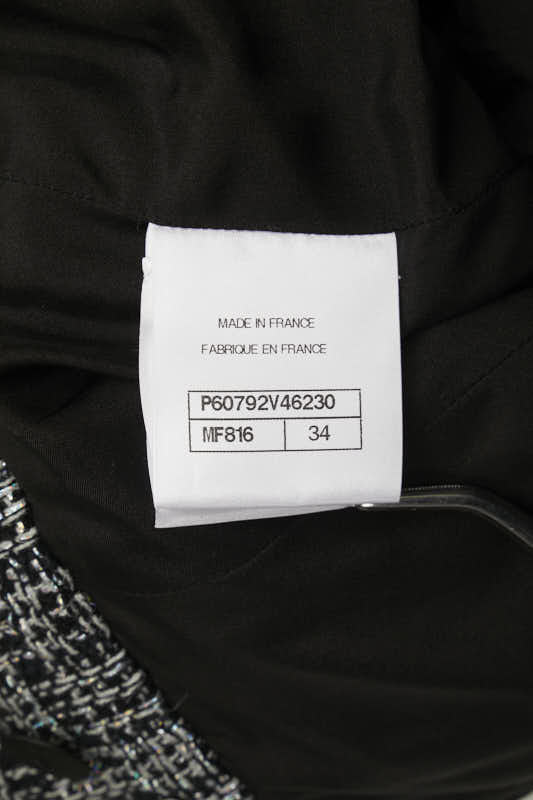 MADE IN FRANCE
FABRIQUE EN FRANCE
P60792V46230
MF816 34